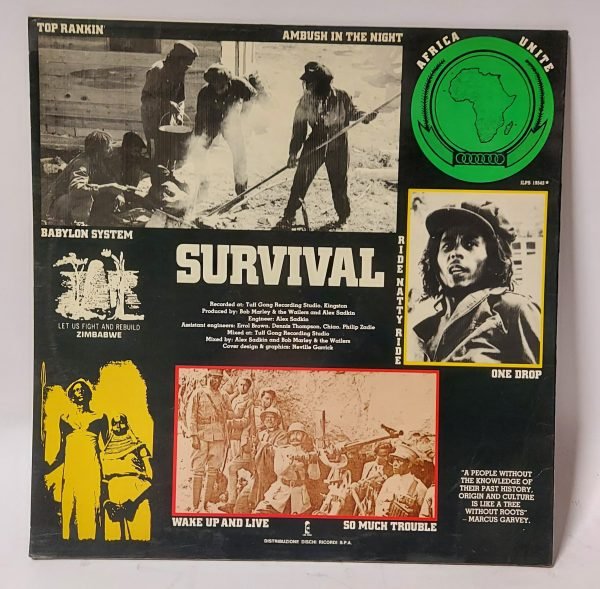 TOP RANKIN'
AMBUSH IN THE NIGHT
AFRICA UNITE
ILPS 19542
BABYLON SYSTEM
SURVIVAL
RIDE NATTY RIDE
Recorded at: Tuff Gong Recording Studio, Kingston
Produced by: Bob Marley & the Wailers and Alex Sadkin
Engineer: Alex Sadkin
Assistant engineers: Errol Brown, Dennis Thompson, Chiao, Philip Zadie
Mixed at: Tuff Gong Recording Studio
Mixed by: Alex Sadkin and Bob Marley & the Wailers
Cover design & graphics: Neville Garrick
LET US FIGHT AND REBUILD
ZIMBABWE
ONE DROP
WAKE UP AND LIVE
SO MUCH TROUBLE
"A PEOPLE WITHOUT
THE KNOWLEDGE OF
THEIR PAST HISTORY,
ORIGIN AND CULTURE
IS LIKE A TREE
WITHOUT ROOTS"
– MARCUS GARVEY.
DISTRIBUZIONE DISCHI RICORDI S.P.A.